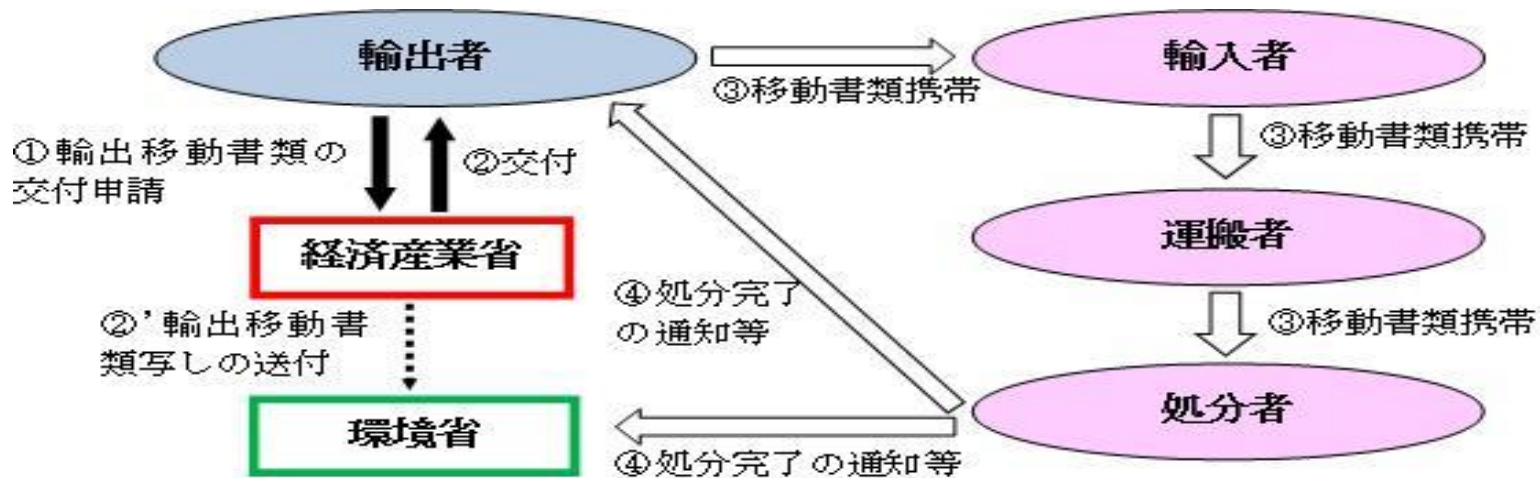 輸出者
輸入者
③移動書類携帯
①輸出移動書類の
交付申請
②交付
③移動書類携帯
運搬者
経済産業省
④処分完了
の通知等
③移動書類携帯
②’輸出移動書
類写しの送付
処分者
環境省
④処分完了の通知等